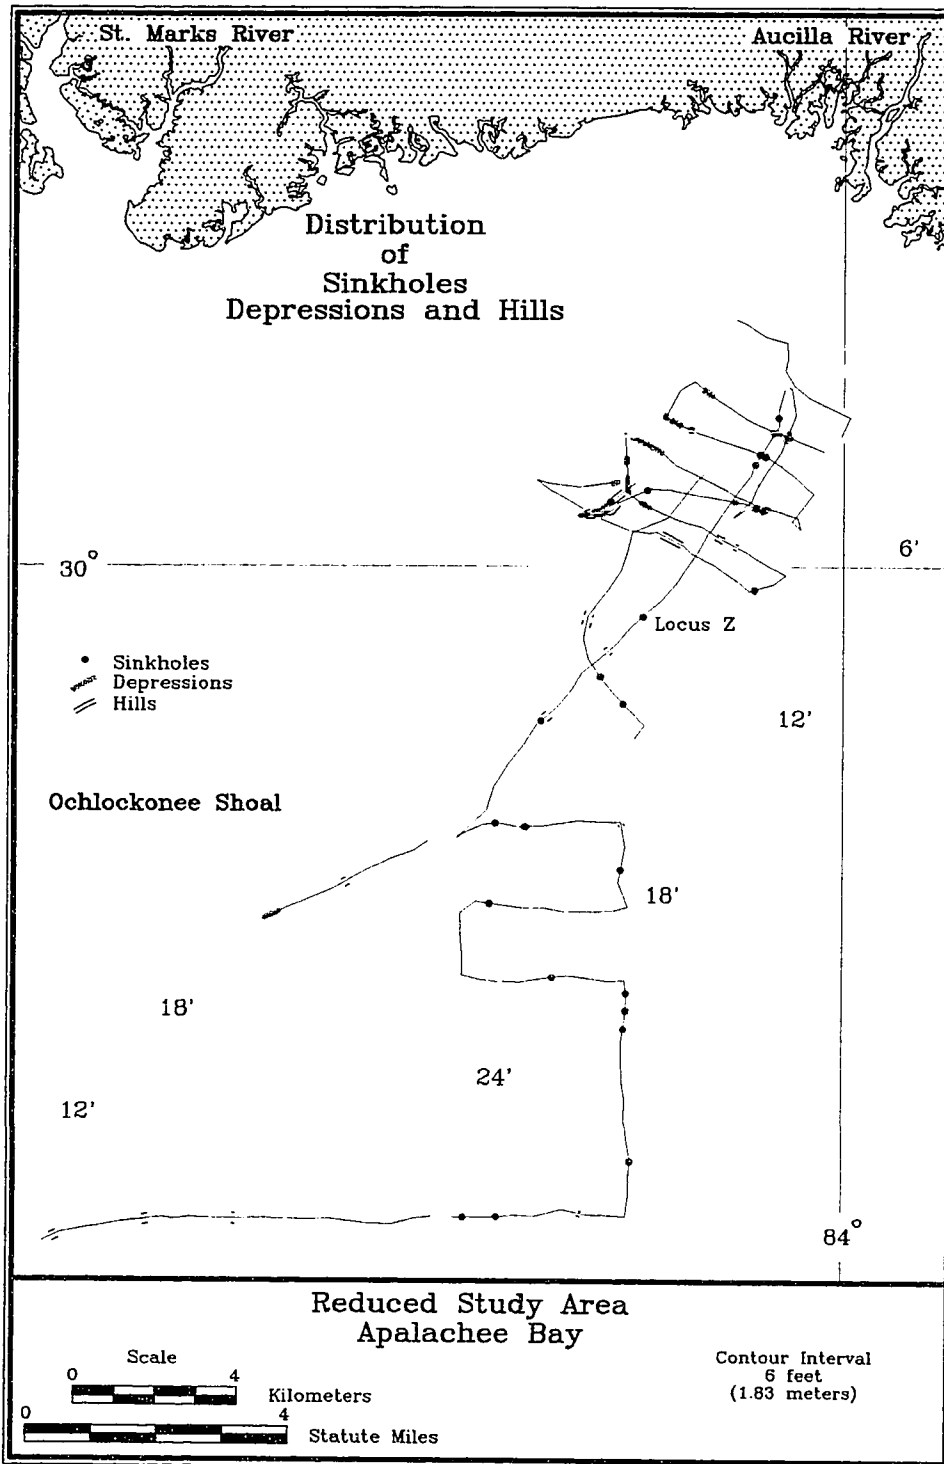 St. Marks River
Aucilla River
Distribution
of
Sinkholes
Depressions and Hills
30°
6'
Locus Z
Sinkholes
Depressions
Hills
12'
Ochlockonee Shoal
18'
18'
24'
12'
84°
Reduced Study Area
Apalachee Bay
Scale
0 4
Kilometers
0 4
Statute Miles
Contour Interval
6 feet
(1.83 meters)